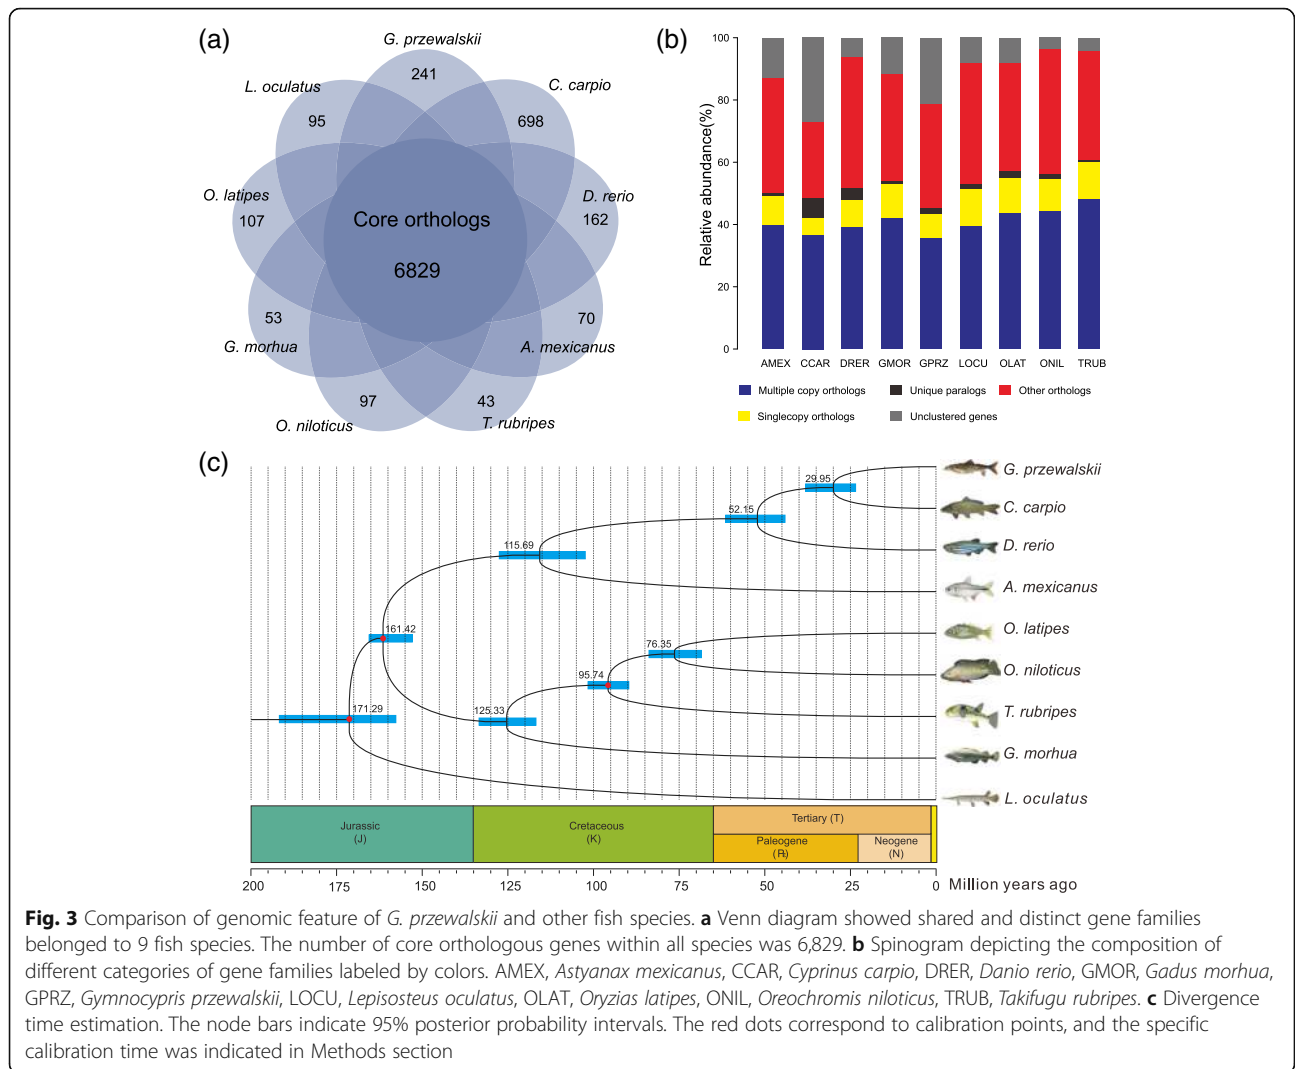 (a)
G. przewalskii
241
L. oculatus
95
C. carpio
698
O. latipes
107
D. rerio
162
Core orthologs
6829
53
G. morhua
70
A. mexicanus
97
O. niloticus
43
T. rubripes
(b)
Relative abundance(%)
100
80
60
40
20
0
AMEX CCAR DRER GMOR GPRZ LOCU OLAT ONIL TRUB
Multiple copy orthologs
Unique paralogs
Other orthologs
Singlecopy orthologs
Unclustered genes
(c)
29.95
52.15
115.69
161.42
76.35
95.74
125.33
171.29
G. przewalskii
C. carpio
D. rerio
A. mexicanus
O. latipes
O. niloticus
T. rubripes
G. morhua
L. oculatus
Jurassic
(J)
Cretaceous
(K)
Tertiary (T)
Paleogene
Neogene
(N)
200 175 150 125 100 75 50 25 0 Million years ago
Fig. 3 Comparison of genomic feature of G. przewalskii and other fish species. a Venn diagram showed shared and distinct gene families
belonged to 9 fish species. The number of core orthologous genes within all species was 6,829. b Spinogram depicting the composition of
different categories of gene families labeled by colors. AMEX, Astyanax mexicanus, CCAR, Cyprinus carpio, DRER, Danio rerio, GMOR, Gadus morhua,
GPRZ, Gymnocypris przewalskii, LOCU, Lepisosteus oculatus, OLAT, Oryzias latipes, ONIL, Oreochromis niloticus, TRUB, Takifugu rubripes. c Divergence
time estimation. The node bars indicate 95% posterior probability intervals. The red dots correspond to calibration points, and the specific
calibration time was indicated in Methods section